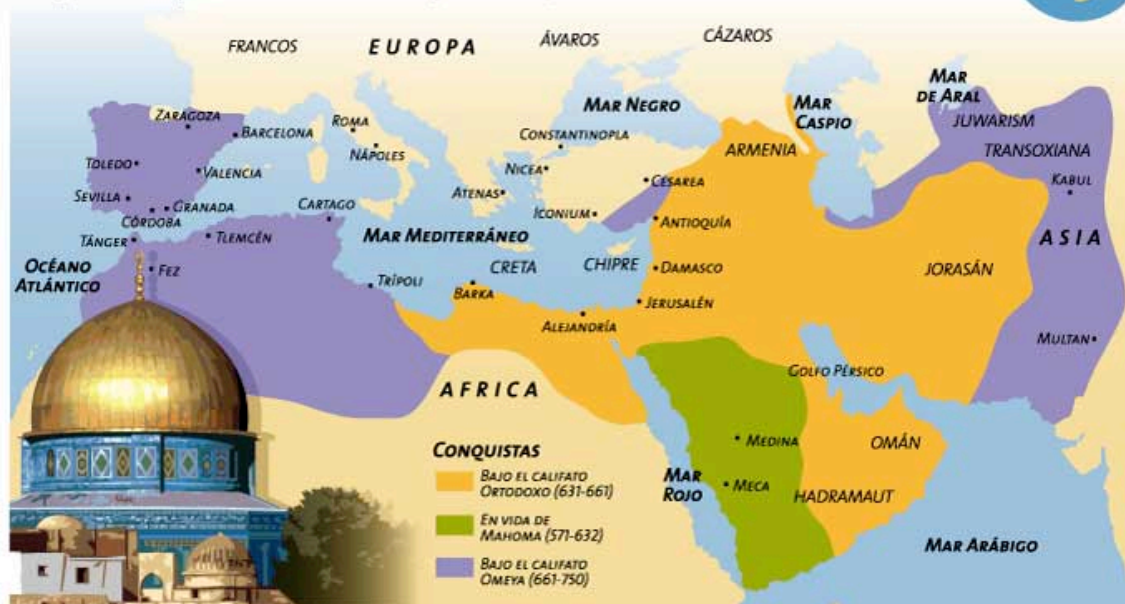 FRANCOS
EUROPA
ÁVAROS
CÁZAROS
MAR NEGRO
MAR
CASPIO
MAR
DE ARAL
JUWARISM
TRANSOXIANA
KABUL
ZARAGOZA
BARCELONA
ROMA
NÁPOLES
CONSTANTINOPLA
NICEA
ARMENIA
TOLEDO
VALENCIA
CÉSAREA
SEVILLA
GRANADA
CÓRDOBA
CARTAGO
ATENAS
ICONIUM
ANTIOQUÍA
ASIA
TÁNGER
TLEMCÉN
MAR MEDITERRÁNEO
OCÉANO
ATLÁNTICO
FEZ
TRÍPOLI
CRETA
CHIPRE
DAMASCO
JORASÁN
BARKA
JERUSALÉN
ALEJANDRÍA
MULTAN
AFRICA
GOLFO PÉRSICO
MEDINA
OMÁN
MAR
ROJO
MECA
HADRAMAUT
MAR ARÁBIGO
CONQUISTAS
BAJO EL CALIFATO
ORTODOXO (631-661)
EN VIDA DE
MAHOMA (571-632)
BAJO EL CALIFATO
OMEYA (661-750)